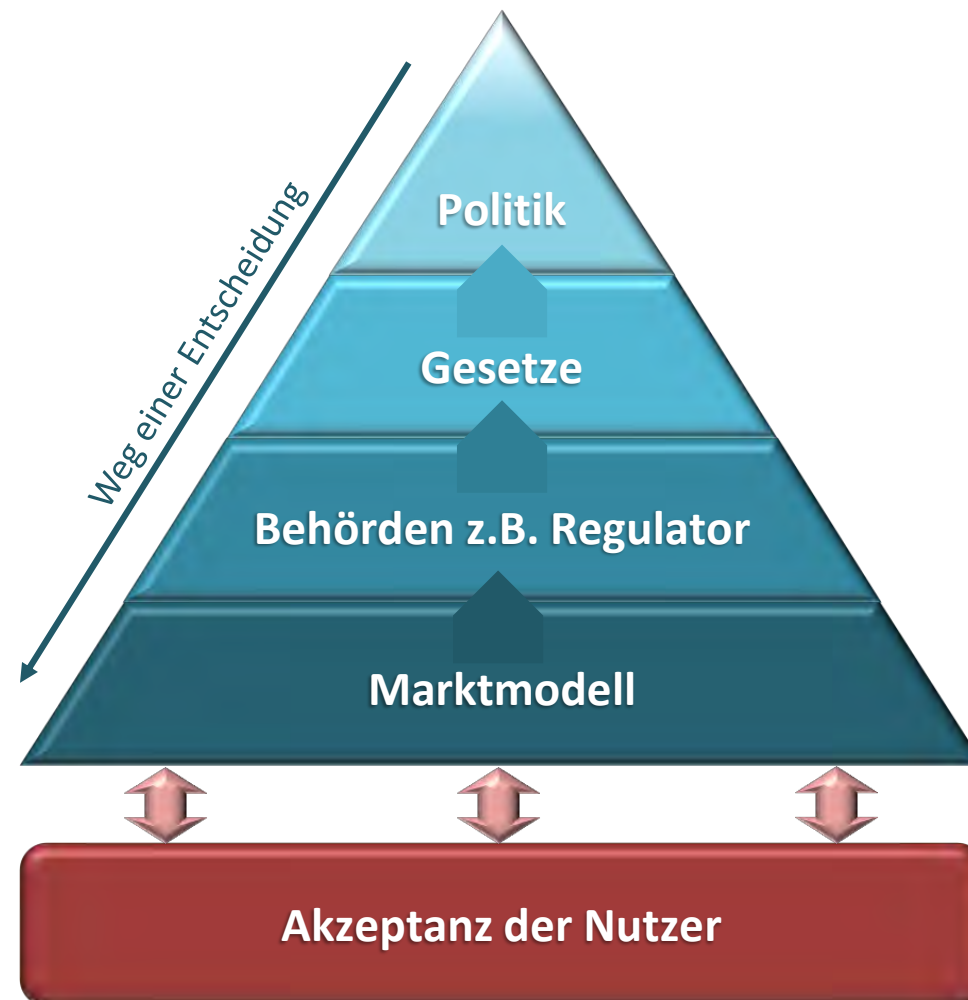 Politik
Weg einer Entscheidung
Gesetze
Behörden z.B. Regulator
Marktmodell
Akzeptanz der Nutzer